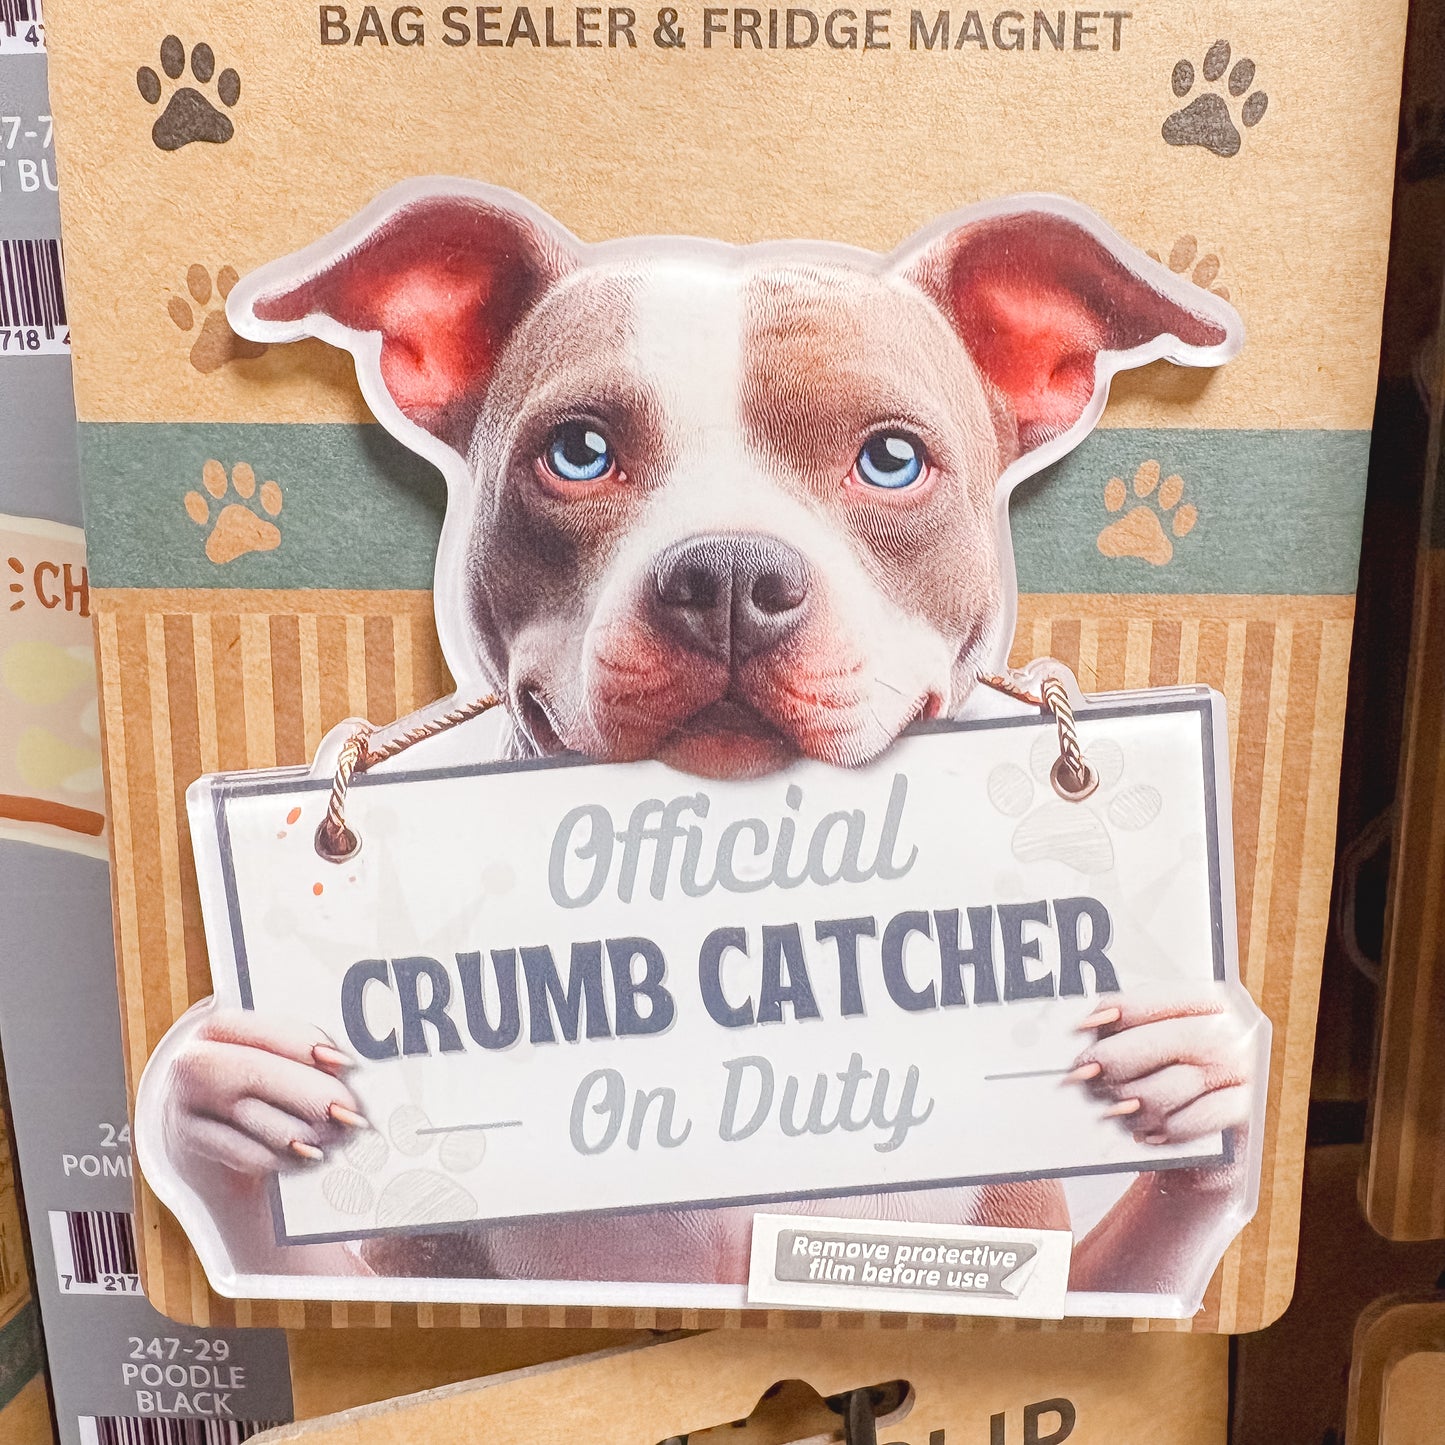 BAG SEALER & FRIDGE MAGNET
Official
CRUMB CATCHER
On Duty
Remove protective
film before use
247-29
POODLE
BLACK